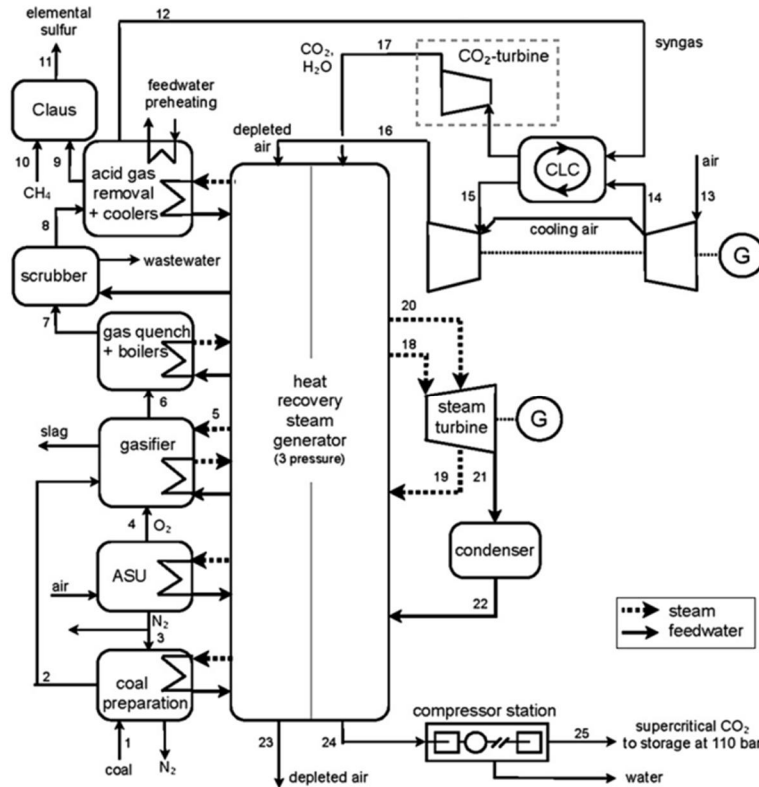 elemental
sulfur
11
12
Claus
10
9
CH4
feedwater
preheating
acid gas
removal
+ coolers
8
scrubber
wastewater
7
gas quench
+ boilers
6
5
slag
gasifier
4
O2
air
ASU
N2
3
2
coal
preparation
1
coal
N2
CO2,
H2O
17
CO2-turbine
syngas
depleted
air
16
CLC
air
15
14
13
cooling air
G
heat
recovery
steam
generator
(3 pressure)
20
18
steam
turbine
G
19
21
condenser
22
steam
feedwater
compressor station
23
24
25
supercritical CO2
to storage at 110 bar
depleted air
water